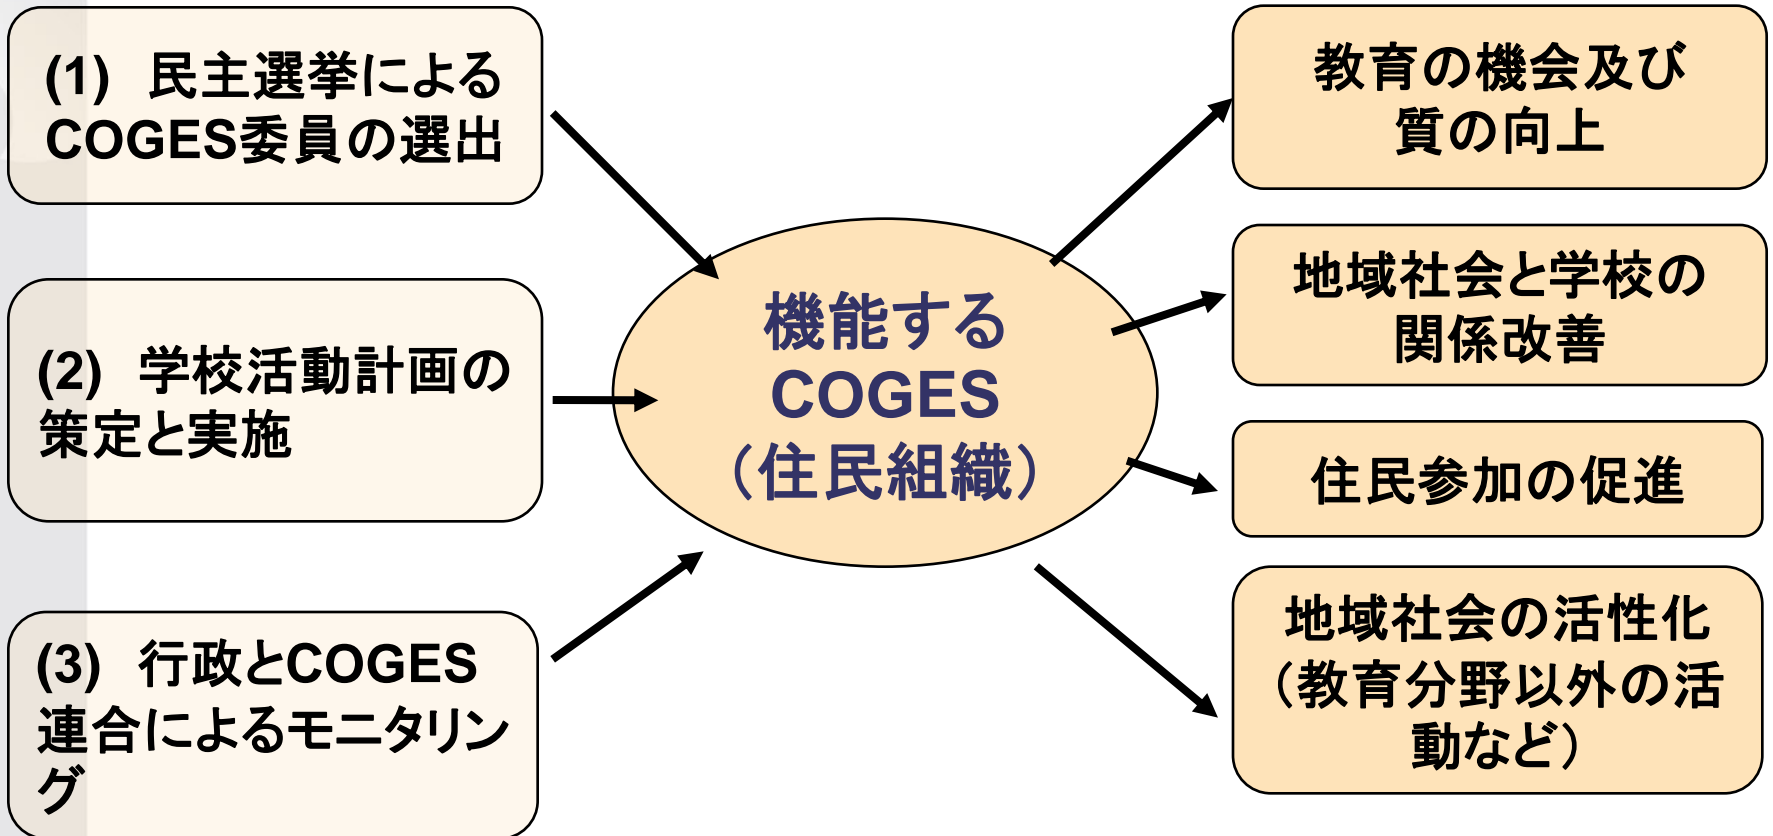 (1) 民主選挙による
COGES委員の選出
(2) 学校活動計画の
策定と実施
(3) 行政とCOGES
連合によるモニタリン
グ
機能する
COGES
（住民組織）
教育の機会及び
質の向上
地域社会と学校の
関係改善
住民参加の促進
地域社会の活性化
（教育分野以外の活
動など）